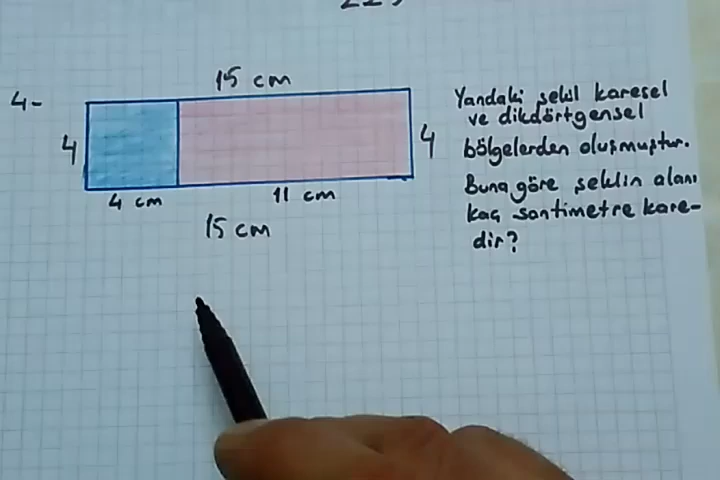 15 cm
4-
4
4
4 cm
11 cm
15 cm
Yandaki şekil karesel
ve dikdörtgensel
bölgelerden oluşmuştur.
Buna göre şeklin alanı
kaç santimetre kare-
dir?